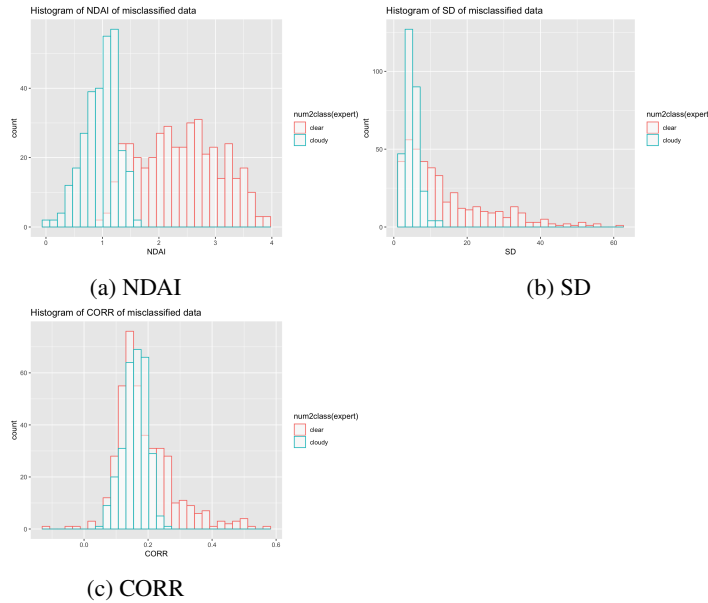 Histogram of NDAI of misclassified data
40
20
0
count
0
1
2
3
4
NDAI
num2class(expert)
clear
cloudy
(a) NDAI
Histogram of SD of misclassified data
100
50
0
count
0
20
40
60
SD
num2class(expert)
clear
cloudy
(b) SD
Histogram of CORR of misclassified data
60
40
20
0
count
0.0
0.2
0.4
0.6
CORR
num2class(expert)
clear
cloudy
(c) CORR